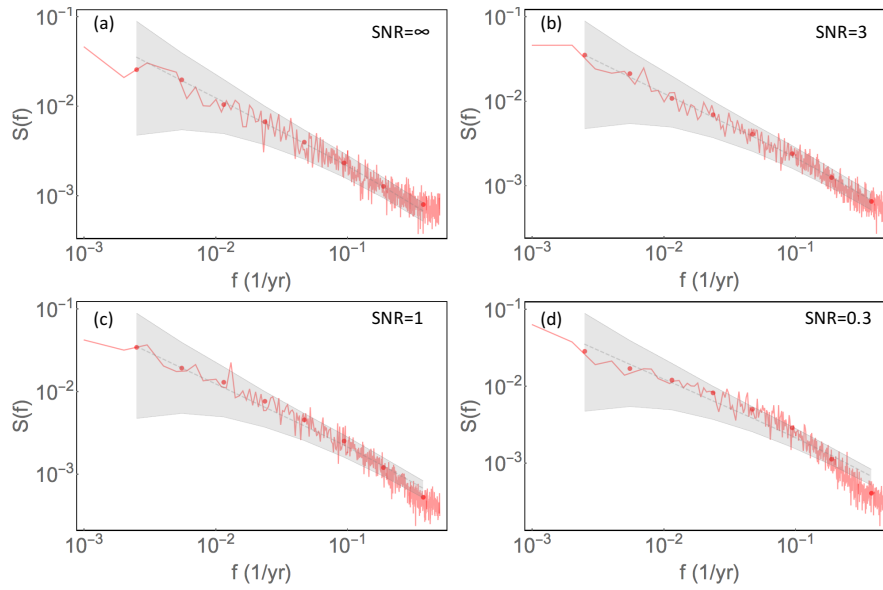 (a) SNR=∞
S(f)
10⁻¹
10⁻²
10⁻³
10⁻³ 10⁻² 10⁻¹
f (1/yr)
(b) SNR=3
S(f)
10⁻¹
10⁻²
10⁻³
10⁻³ 10⁻² 10⁻¹
f (1/yr)
(c) SNR=1
S(f)
10⁻¹
10⁻²
10⁻³
10⁻³ 10⁻² 10⁻¹
f (1/yr)
(d) SNR=0.3
S(f)
10⁻¹
10⁻²
10⁻³
10⁻³ 10⁻² 10⁻¹
f (1/yr)